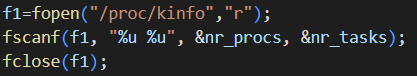 f1=fopen("/proc/kinfo","r");
fscanf(f1, "%u %u", &nr_procs, &nr_tasks);
fclose(f1);